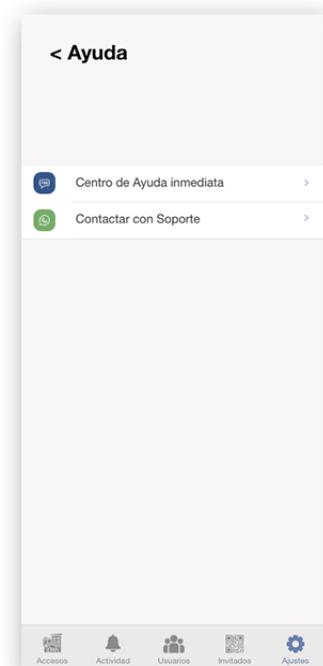 < Ayuda
Centro de Ayuda inmediata >
Contactar con Soporte >
Accesos Actividad Usuarios Invitados Ajustes